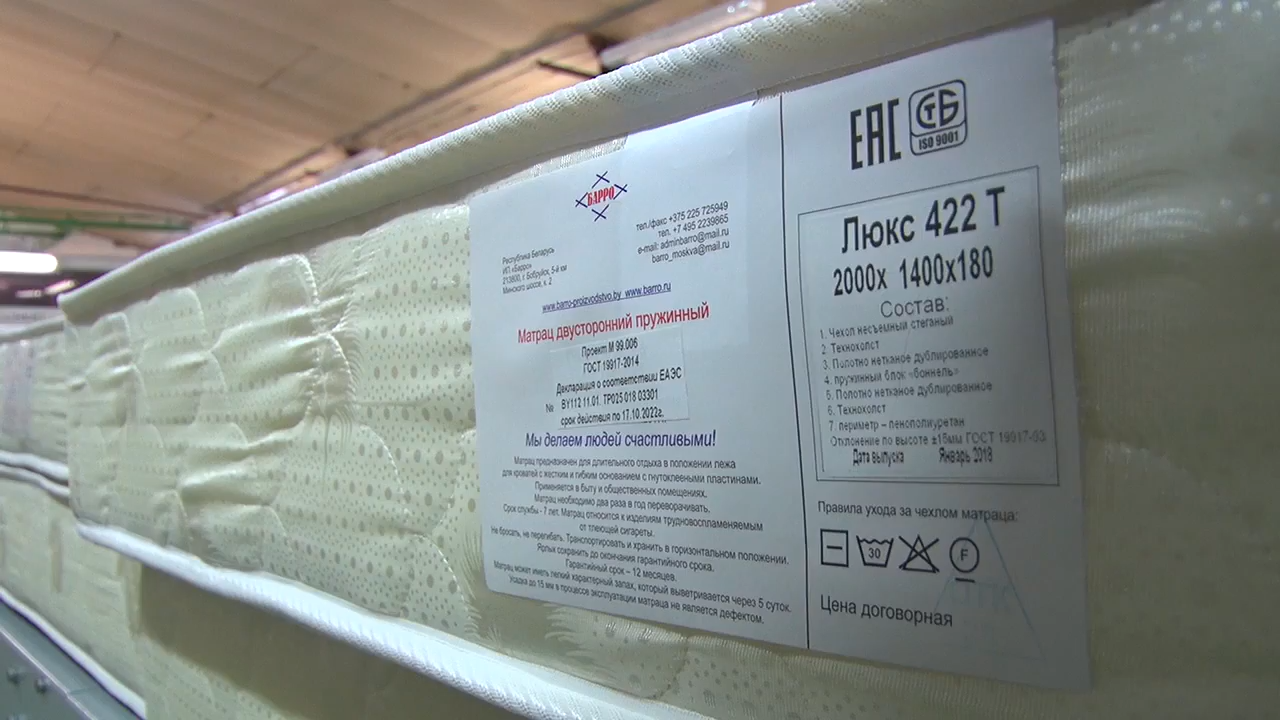 БАРРО
Республика Беларусь
ИП «Барро»
213800, г. Бобруйск, 5-й км
Минского шоссе, к. 2
тел./факс +375 225 725949
тел. +7 495 2239865
e-mail: adminbarro@mail.ru
barro_moskva@mail.ru
www.barro-proizvodstvo.by www.barro.ru
Матрац двусторонний пружинный
Проект М 99.006
ГОСТ 19917-2014
Декларация о соответствии ЕАЭС
№ BY112 11.01. ТР025 018 03301
срок действия по 17.10.2022г.
Мы делаем людей счастливыми!
Матрац предназначен для длительного отдыха в положении лежа
для кроватей с жестким и гибким основанием с гнутоклееными пластинами.
Применяется в быту и общественных помещениях.
Матрац необходимо два раза в год переворачивать.
Срок службы - 7 лет. Матрац относится к изделиям трудновоспламеняемым
от тлеющей сигареты.
Не бросать, не перегибать. Транспортировать и хранить в горизонтальном положении.
Ярлык сохранить до окончания гарантийного срока.
Гарантийный срок – 12 месяцев.
Матрац может иметь легкий характерный запах, который выветривается через 5 суток.
Усадка до 15 мм в процессе эксплуатации матраца не является дефектом.
ЕАС СТБ
ISO 9001
Люкс 422 Т
2000х 1400х180
Состав:
1. Чехол несъемный стеганый
2. Технохолст
3. Полотно нетканое дублированное
4. пружинный блок «боннель»
5. Полотно нетканое дублированное
6. Технохолст
7. периметр – пенополиуретан
Отклонение по высоте ±15мм ГОСТ 19917-93
Дата выпуска Январь 2018
Правила ухода за чехлом матраца:
30 F
Цена договорная